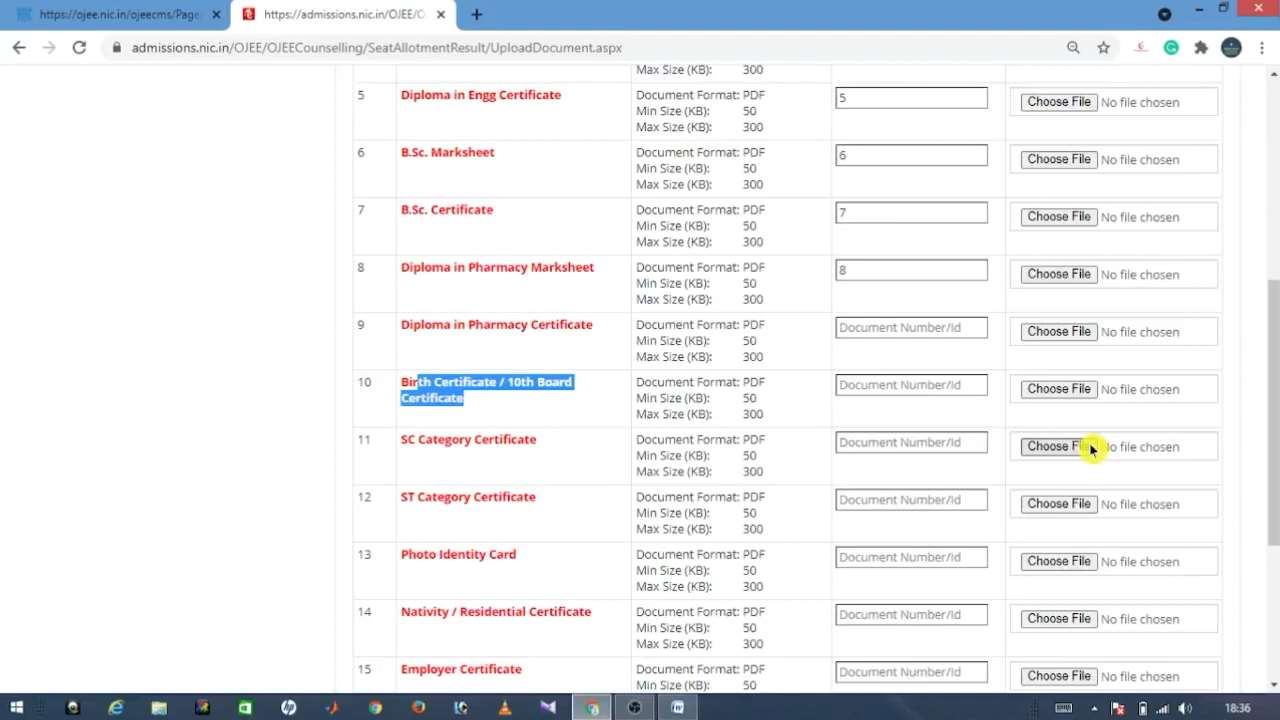 https://ojee.nic.in/ojeecms/Page
https://admissions.nic.in/OJEE/O
admissions.nic.in/OJEE/OJEECounselling/SeatAllotmentResult/UploadDocument.aspx
Max Size (KB): 300
5 Diploma in Engg Certificate Document Format: PDF 5 Choose File No file chosen
Min Size (KB): 50
Max Size (KB): 300
6 B.Sc. Marksheet Document Format: PDF 6 Choose File No file chosen
Min Size (KB): 50
Max Size (KB): 300
7 B.Sc. Certificate Document Format: PDF 7 Choose File No file chosen
Min Size (KB): 50
Max Size (KB): 300
8 Diploma in Pharmacy Marksheet Document Format: PDF 8 Choose File No file chosen
Min Size (KB): 50
Max Size (KB): 300
9 Diploma in Pharmacy Certificate Document Format: PDF Document Number/Id Choose File No file chosen
Min Size (KB): 50
Max Size (KB): 300
10 Birth Certificate / 10th Board Document Format: PDF Document Number/Id Choose File No file chosen
Certificate Min Size (KB): 50
Max Size (KB): 300
11 SC Category Certificate Document Format: PDF Document Number/Id Choose File No file chosen
Min Size (KB): 50
Max Size (KB): 300
12 ST Category Certificate Document Format: PDF Document Number/Id Choose File No file chosen
Min Size (KB): 50
Max Size (KB): 300
13 Photo Identity Card Document Format: PDF Document Number/Id Choose File No file chosen
Min Size (KB): 50
Max Size (KB): 300
14 Nativity / Residential Certificate Document Format: PDF Document Number/Id Choose File No file chosen
Min Size (KB): 50
Max Size (KB): 300
15 Employer Certificate Document Format: PDF Document Number/Id Choose File No file chosen
Min Size (KB): 50
18:36